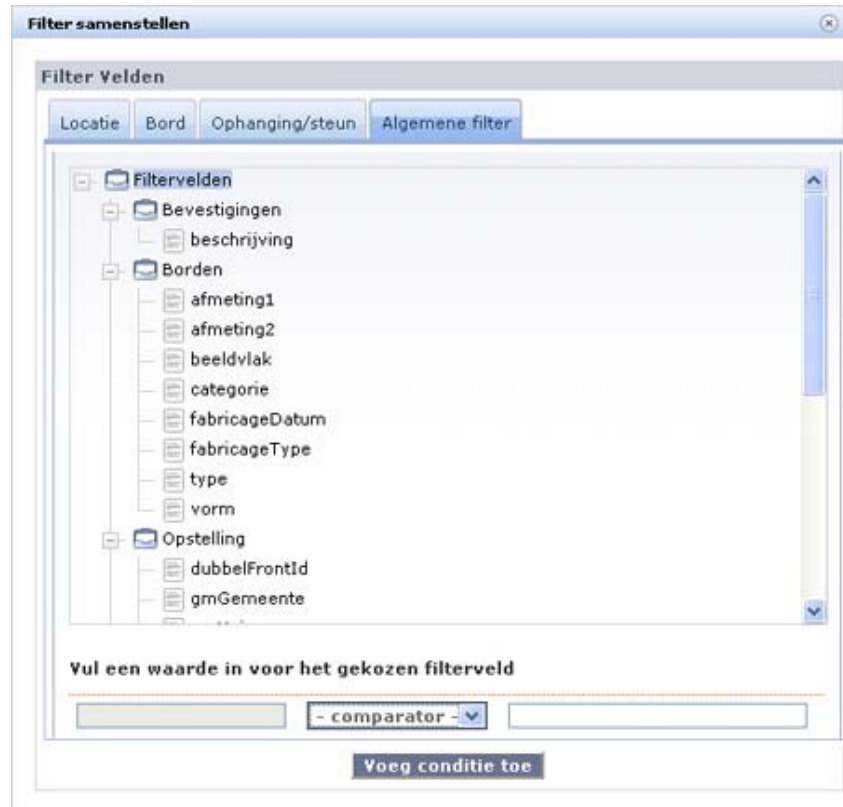 Filter samenstellen
Filter Velden
Locatie Bord Ophanging/steun Algemene filter
Filtervelden
Bevestigingen
beschrijving
Borden
afmeting1
afmeting2
beeldvlak
categorie
fabricageDatum
fabricageType
type
vorm
Opstelling
dubbelFrontId
gmGemeente
Vul een waarde in voor het gekozen filterveld
- comparator -
Voeg conditie toe